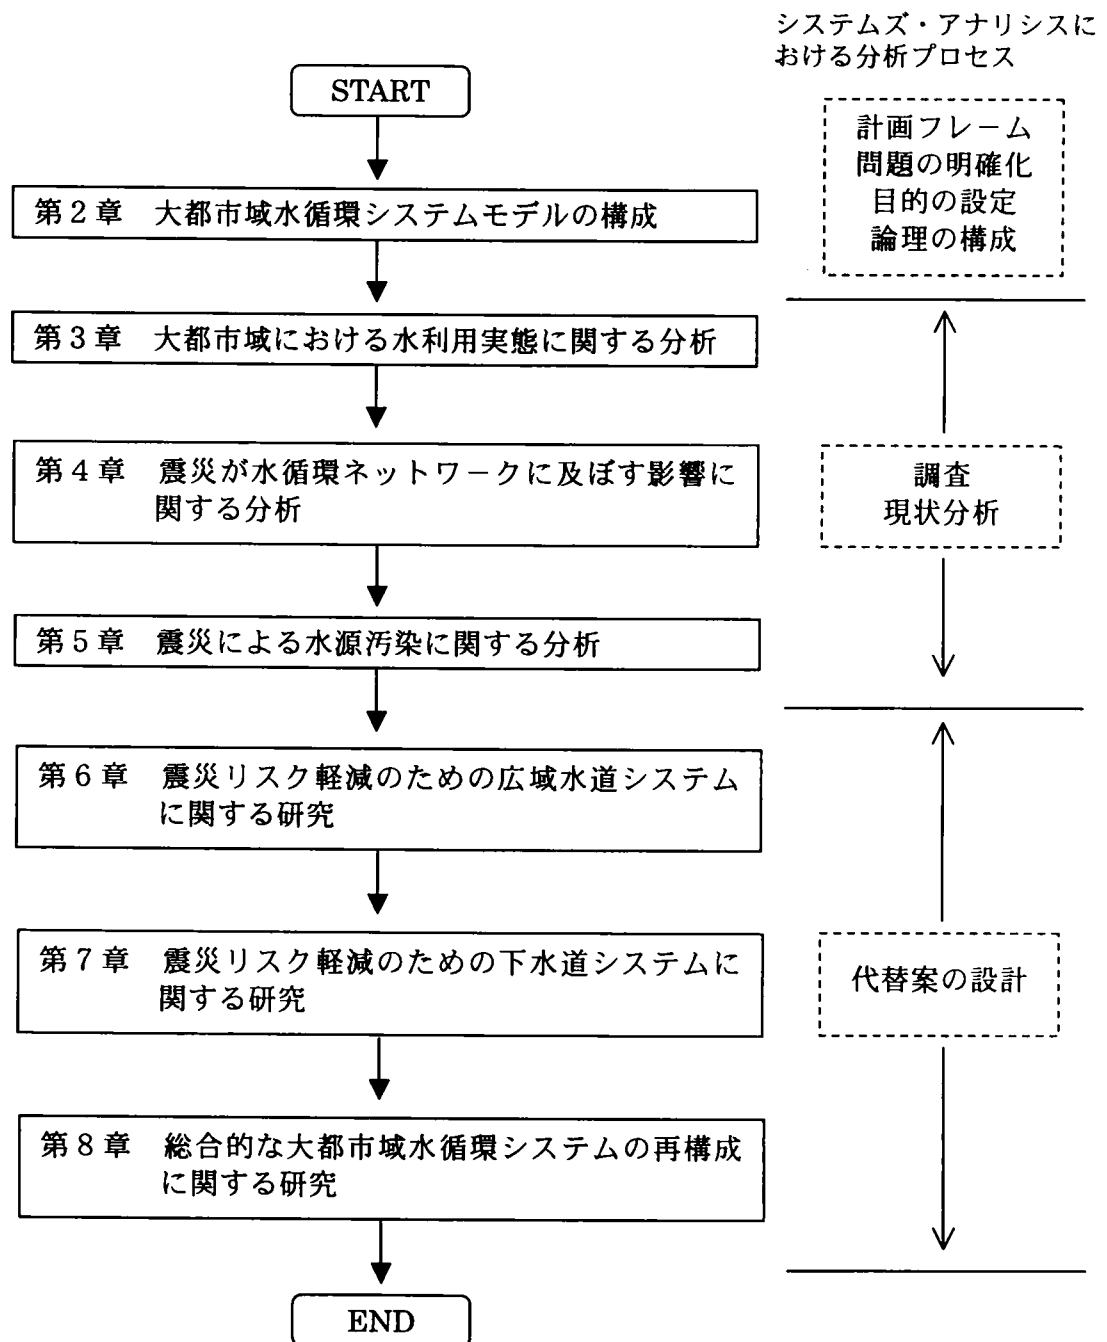 システムズ・アナリシスに
おける分析プロセス
START
計画フレーム
問題の明確化
目的の設定
論理の構成
第2章 大都市域水循環システムモデルの構成
第3章 大都市域における水利用実態に関する分析
第4章 震災が水循環ネットワークに及ぼす影響に
関する分析
調査
現状分析
第5章 震災による水源汚染に関する分析
第6章 震災リスク軽減のための広域水道システム
に関する研究
第7章 震災リスク軽減のための下水道システムに
関する研究
代替案の設計
第8章 総合的な大都市域水循環システムの再構成
に関する研究
END